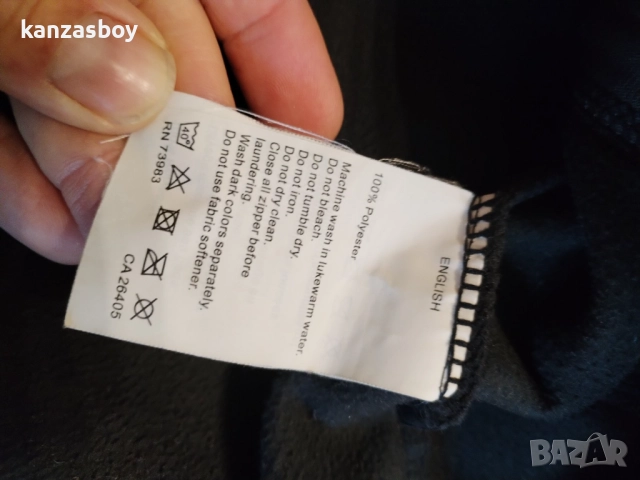 kanzasboy
ENGLISH
100% Polyester
Machine wash in lukewarm water.
Do not bleach.
Do not tumble dry.
Do not iron.
Do not dry clean.
Close all zipper before
laundering.
Wash dark colors separately.
Do not use fabric softener.
40°
RN 73983
CA 26405
BAZAR